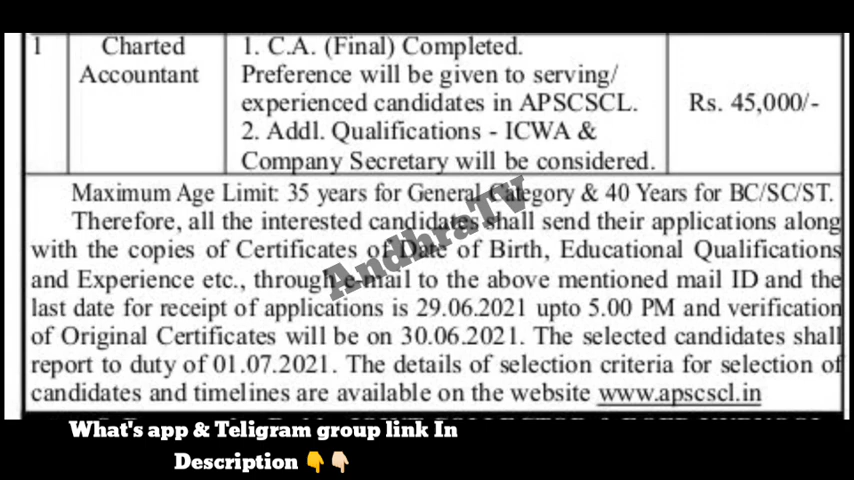 1
Charted
Accountant
1. C.A. (Final) Completed.
Preference will be given to serving/
experienced candidates in APSCSCL.
2. Addl. Qualifications - ICWA &
Company Secretary will be considered.
Rs. 45,000/-
Maximum Age Limit: 35 years for General Category & 40 Years for BC/SC/ST.
Therefore, all the interested candidates shall send their applications along
with the copies of Certificates of Date of Birth, Educational Qualifications
and Experience etc., through e-mail to the above mentioned mail ID and the
last date for receipt of applications is 29.06.2021 upto 5.00 PM and verification
of Original Certificates will be on 30.06.2021. The selected candidates shall
report to duty of 01.07.2021. The details of selection criteria for selection of
candidates and timelines are available on the website www.apscscl.in
AndhraTV
What's app & Teligram group link In
Description 👇👇🏻